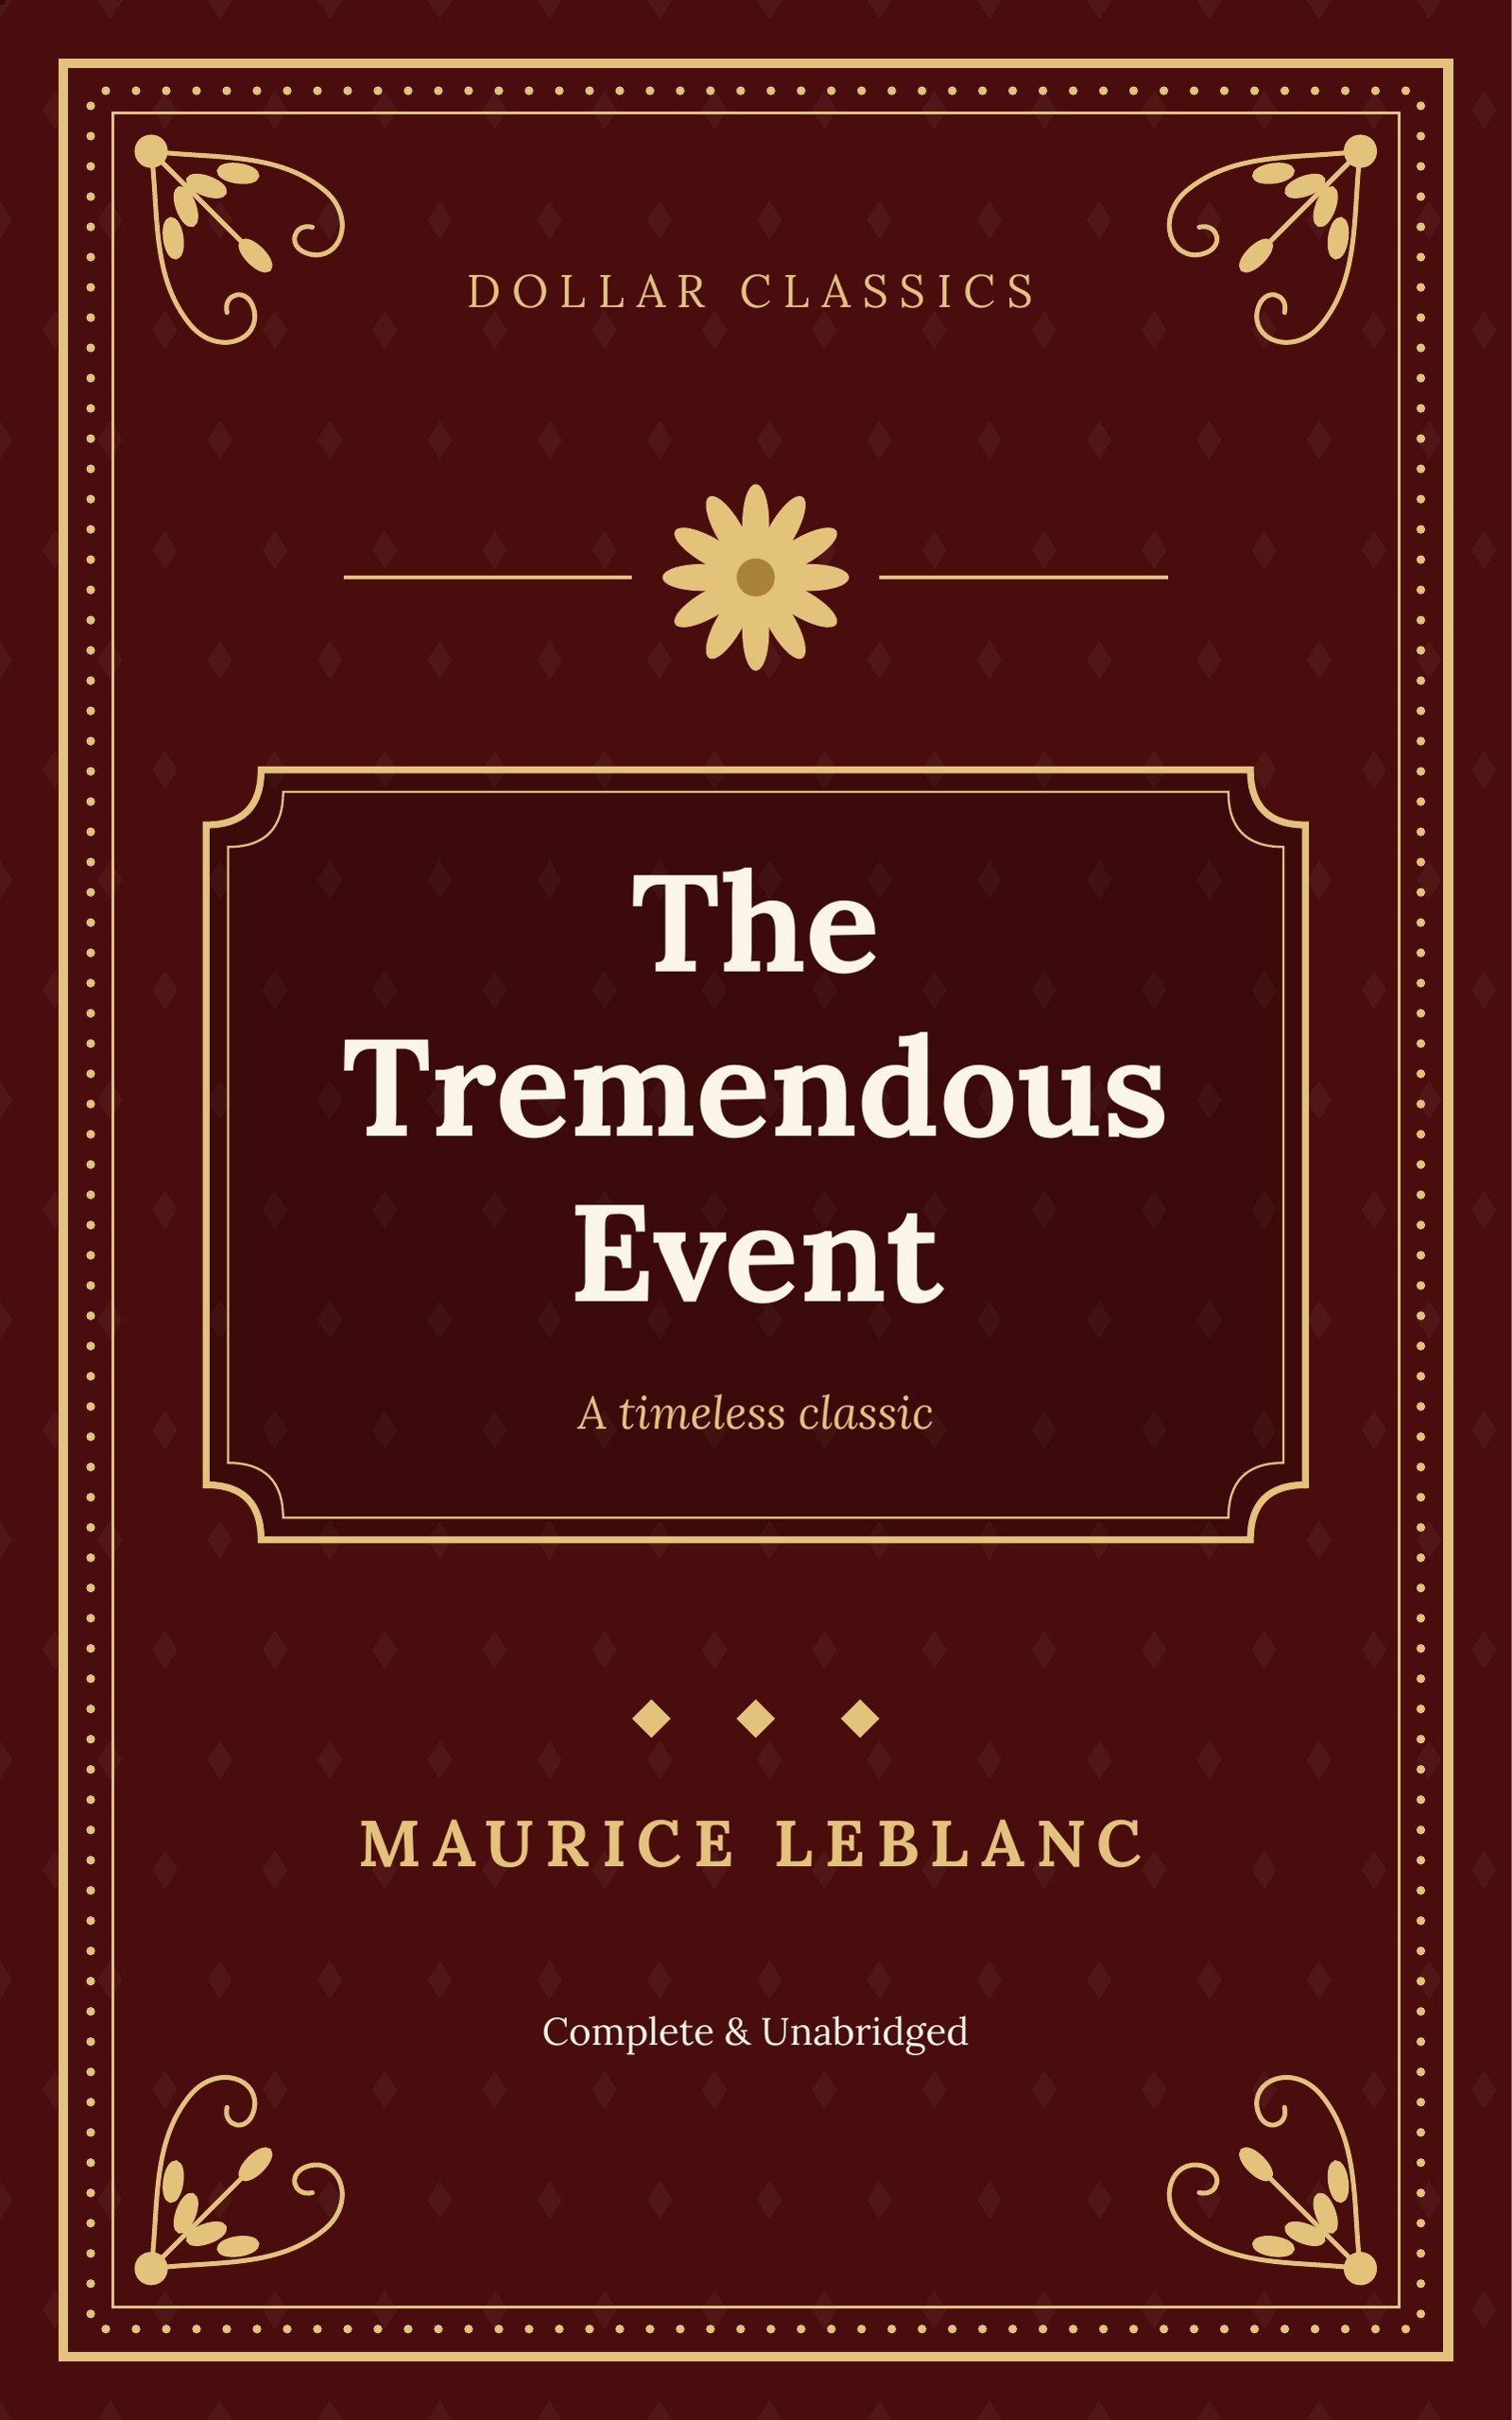 DOLLAR CLASSICS
The
Tremendous
Event
A timeless classic
MAURICE LEBLANC
Complete & Unabridged